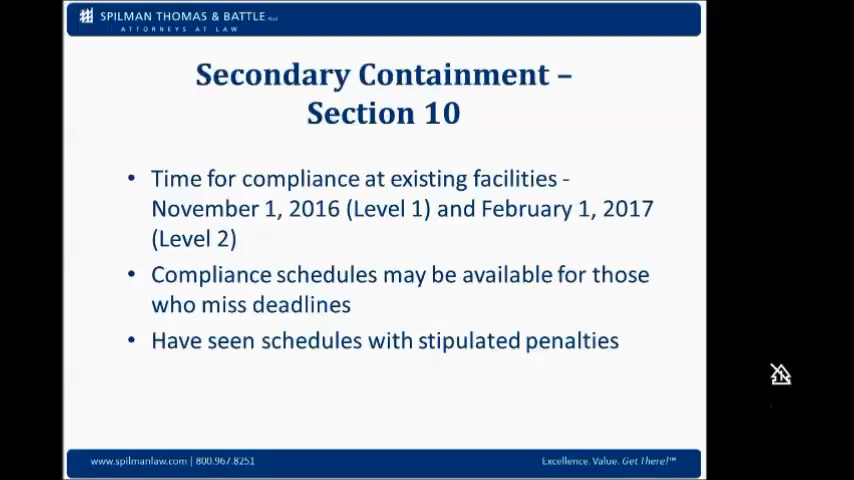 SPILMAN THOMAS & BATTLE PLLC
ATTORNEYS AT LAW
Secondary Containment –
Section 10
• Time for compliance at existing facilities -
November 1, 2016 (Level 1) and February 1, 2017
(Level 2)
• Compliance schedules may be available for those
who miss deadlines
• Have seen schedules with stipulated penalties
www.spilmanlaw.com | 800.967.8251
Excellence. Value. Get There!™